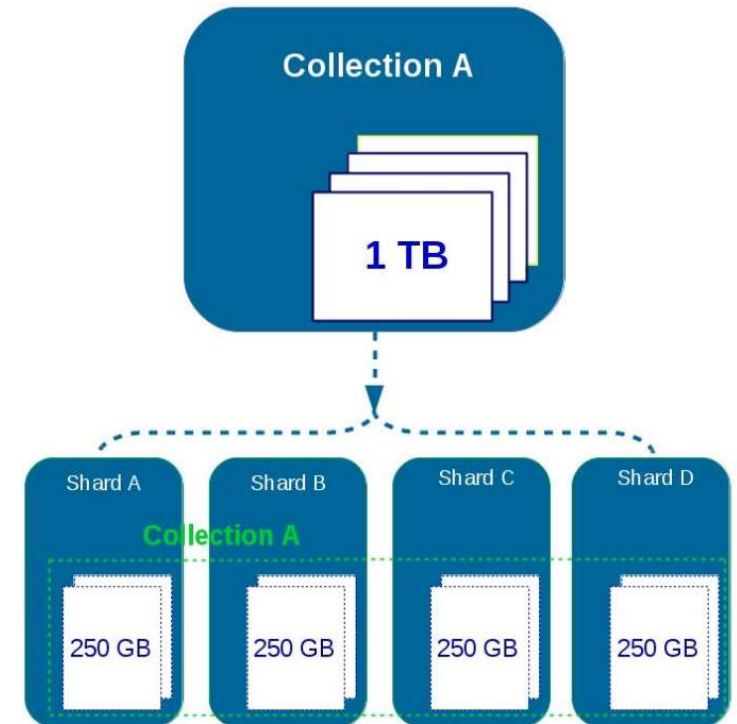 Collection A
1 TB
Shard A
Shard B
Shard C
Shard D
Collection A
250 GB
250 GB
250 GB
250 GB